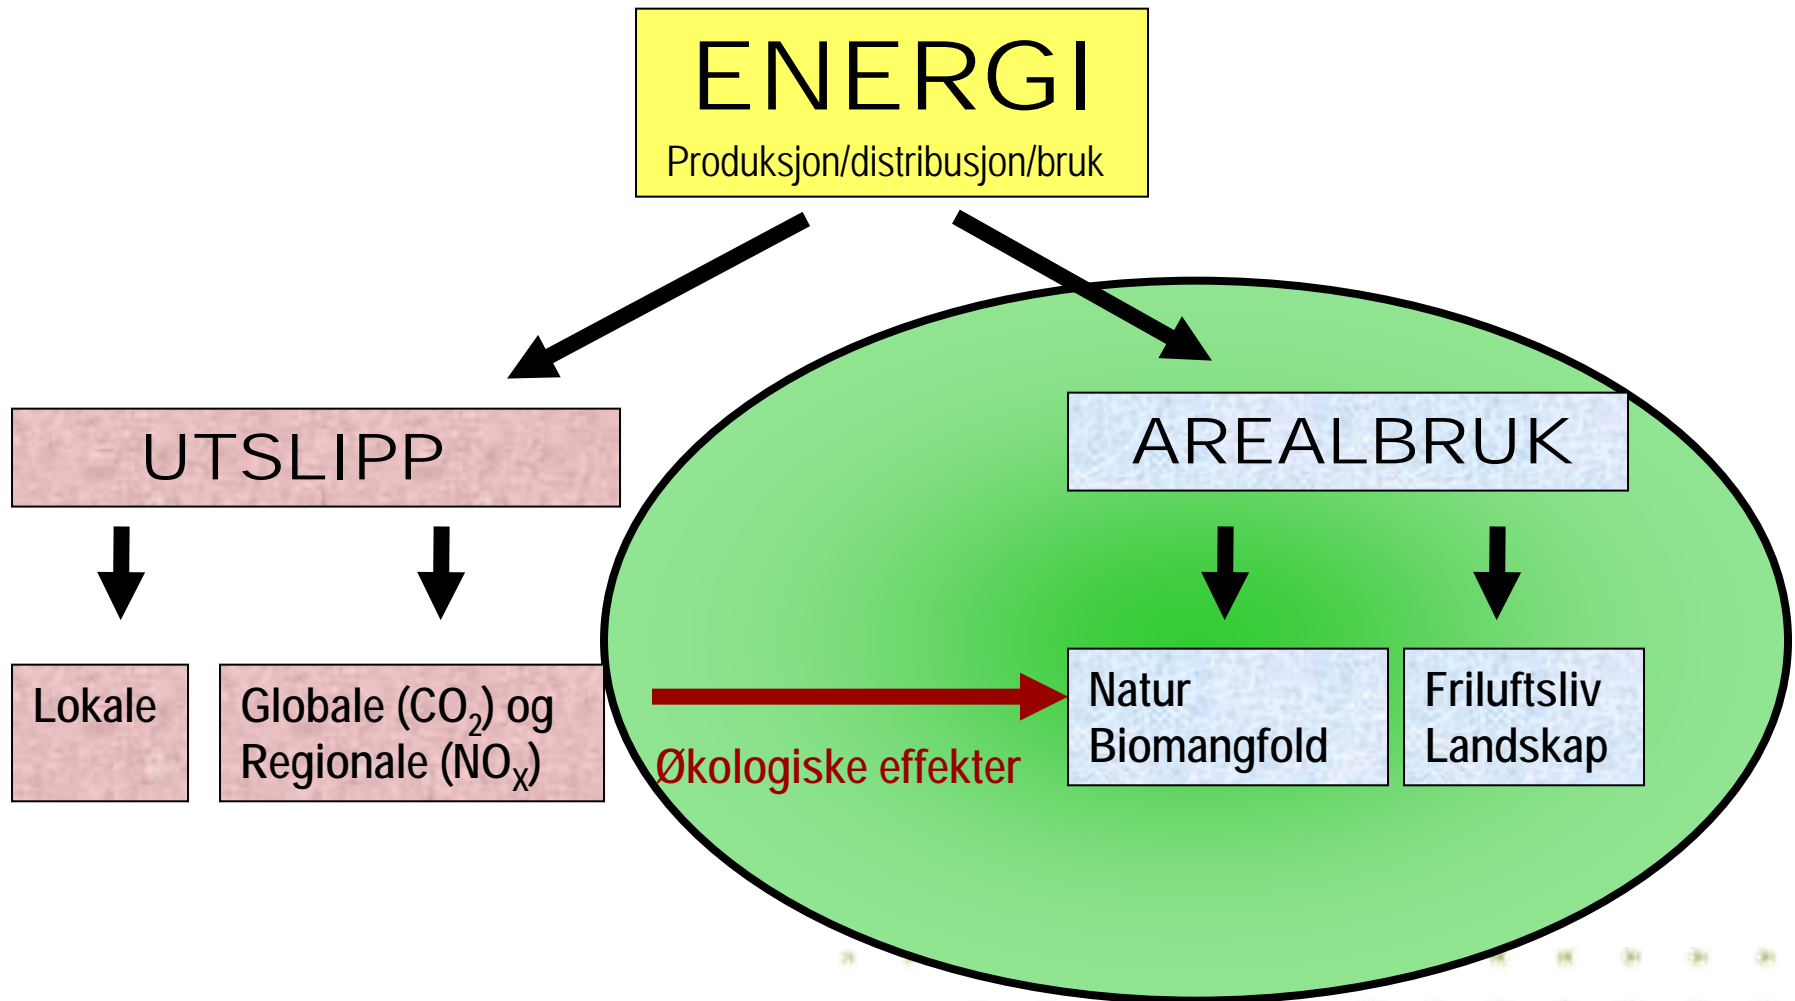 ENERGI
Produksjon/distribusjon/bruk
UTSLIPP
AREALBRUK
Lokale
Globale (CO₂) og
Regionale (NOₓ)
Økologiske effekter
Natur
Biomangfold
Friluftsliv
Landskap